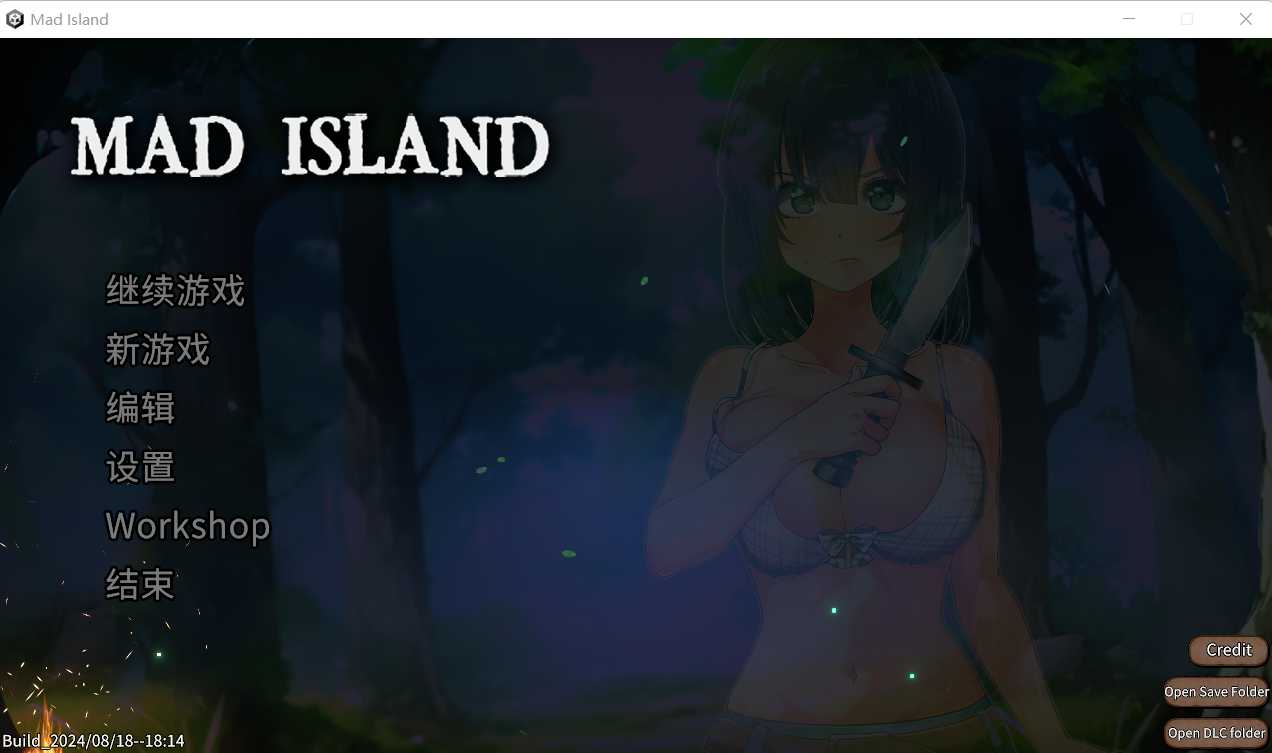 Mad Island
MAD ISLAND
继续游戏
新游戏
编辑
设置
Workshop
结束
Credit
Open Save Folder
Open DLC folder
Build_2024/08/18--18:14